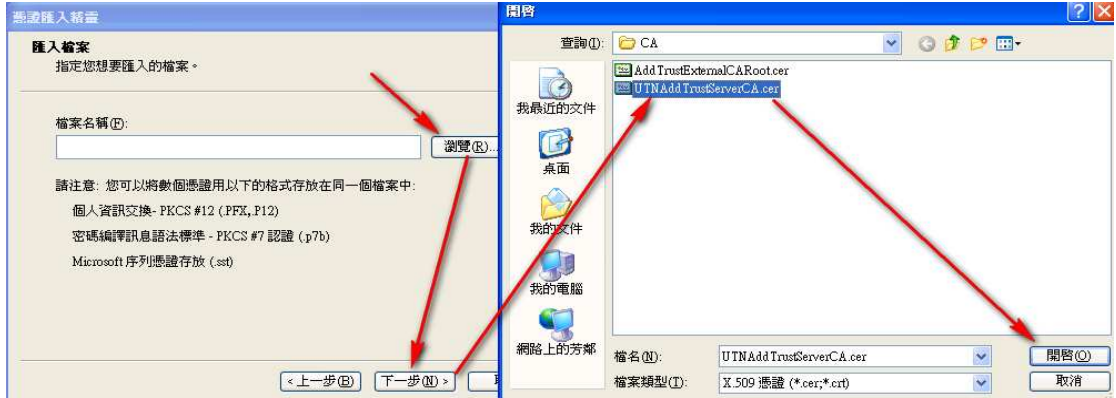 憑證匯入精靈
匯入檔案
指定您想要匯入的檔案。
檔案名稱(F):
瀏覽(R)...
請注意: 您可以將數個憑證用以下的格式存放在同一個檔案中:
個人資訊交換- PKCS #12 (.PFX,.P12)
密碼編譯訊息語法標準 - PKCS #7 認證 (.p7b)
Microsoft 序列憑證存放 (.sst)
<上一步(B)
下一步(N) >
開啓
查詢(I):
CA
AddTrustExternalCARoot.cer
UTNAddTrustServerCA.cer
我最近的文件
桌面
我的文件
我的電腦
網路上的芳鄰
檔名(N):
UTNAddTrustServerCA.cer
開啓(O)
檔案類型(T):
X.509 憑證 (*.cer;*.crt)
取消